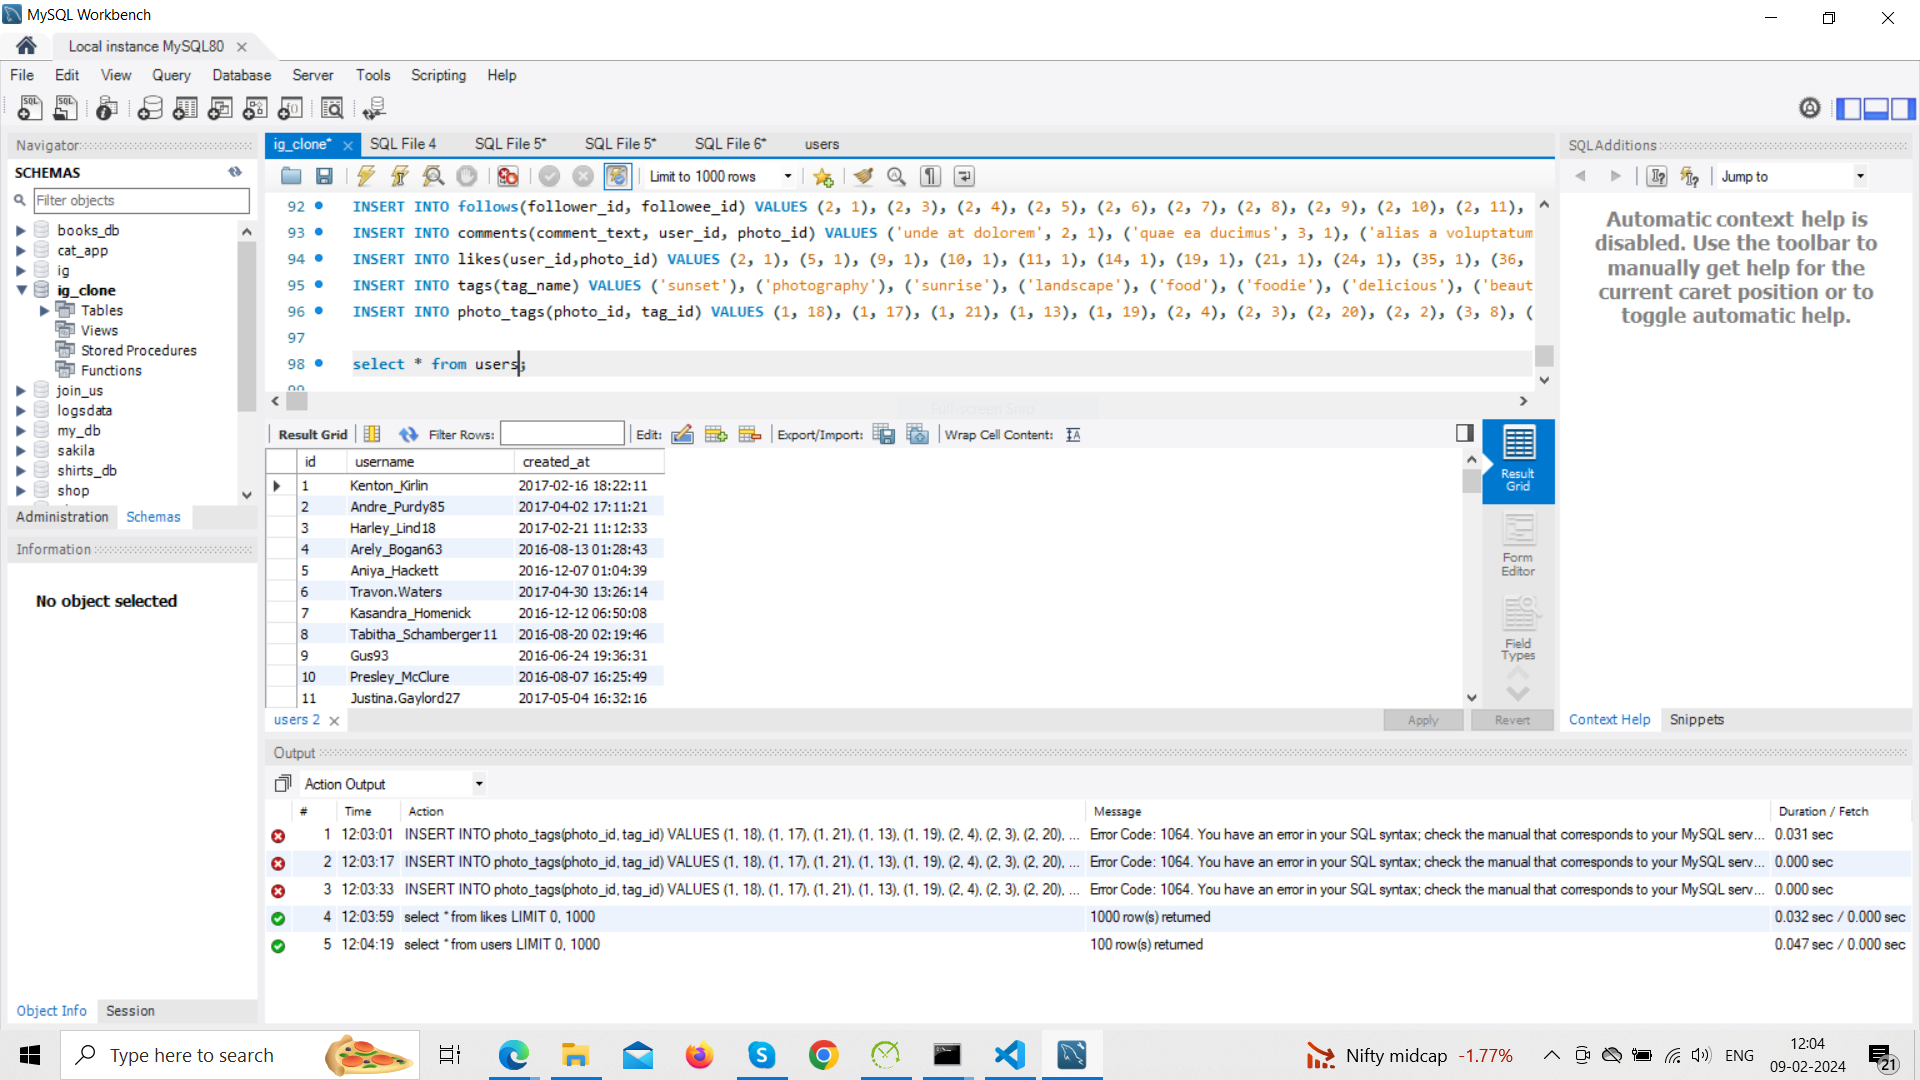 MySQL Workbench
Local instance MySQL80
File Edit View Query Database Server Tools Scripting Help
Navigator
SCHEMAS
Filter objects
books_db
cat_app
ig
ig_clone
Tables
Views
Stored Procedures
Functions
join_us
logsdata
my_db
sakila
shirts_db
shop
Administration Schemas
Information
No object selected
Object Info Session
ig_clone* SQL File 4 SQL File 5* SQL File 5* SQL File 6* users
Limit to 1000 rows
92 INSERT INTO follows(follower_id, followee_id) VALUES (2, 1), (2, 3), (2, 4), (2, 5), (2, 6), (2, 7), (2, 8), (2, 9), (2, 10), (2, 11),
93 INSERT INTO comments(comment_text, user_id, photo_id) VALUES ('unde at dolorem', 2, 1), ('quae ea ducimus', 3, 1), ('alias a voluptatum
94 INSERT INTO likes(user_id,photo_id) VALUES (2, 1), (5, 1), (9, 1), (10, 1), (11, 1), (14, 1), (19, 1), (21, 1), (24, 1), (35, 1), (36,
95 INSERT INTO tags(tag_name) VALUES ('sunset'), ('photography'), ('sunrise'), ('landscape'), ('food'), ('foodie'), ('delicious'), ('beaut
96 INSERT INTO photo_tags(photo_id, tag_id) VALUES (1, 18), (1, 17), (1, 21), (1, 13), (1, 19), (2, 4), (2, 3), (2, 20), (2, 2), (3, 8), (
97
98 select * from users;
99
Result Grid Filter Rows: Edit: Export/Import: Wrap Cell Content:
id username created_at
1 Kenton_Kirlin 2017-02-16 18:22:11
2 Andre_Purdy85 2017-04-02 17:11:21
3 Harley_Lind18 2017-02-21 11:12:33
4 Arely_Bogan63 2016-08-13 01:28:43
5 Aniya_Hackett 2016-12-07 01:04:39
6 Travon.Waters 2017-04-30 13:26:14
7 Kasandra_Homenick 2016-12-12 06:50:08
8 Tabitha_Schamberger11 2016-08-20 02:19:46
9 Gus93 2016-06-24 19:36:31
10 Presley_McClure 2016-08-07 16:25:49
11 Justina.Gaylord27 2017-05-04 16:32:16
Result
Grid
Form
Editor
Field
Types
users 2 Apply Revert
SQLAdditions
Jump to
Automatic context help is
disabled. Use the toolbar to
manually get help for the
current caret position or to
toggle automatic help.
Context Help Snippets
Output
Action Output
# Time Action Message Duration / Fetch
1 12:03:01 INSERT INTO photo_tags(photo_id, tag_id) VALUES (1, 18), (1, 17), (1, 21), (1, 13), (1, 19), (2, 4), (2, 3), (2, 20), ... Error Code: 1064. You have an error in your SQL syntax; check the manual that corresponds to your MySQL serv... 0.031 sec
2 12:03:17 INSERT INTO photo_tags(photo_id, tag_id) VALUES (1, 18), (1, 17), (1, 21), (1, 13), (1, 19), (2, 4), (2, 3), (2, 20), ... Error Code: 1064. You have an error in your SQL syntax; check the manual that corresponds to your MySQL serv... 0.000 sec
3 12:03:33 INSERT INTO photo_tags(photo_id, tag_id) VALUES (1, 18), (1, 17), (1, 21), (1, 13), (1, 19), (2, 4), (2, 3), (2, 20), ... Error Code: 1064. You have an error in your SQL syntax; check the manual that corresponds to your MySQL serv... 0.000 sec
4 12:03:59 select * from likes LIMIT 0, 1000 1000 row(s) returned 0.032 sec / 0.000 sec
5 12:04:19 select * from users LIMIT 0, 1000 100 row(s) returned 0.047 sec / 0.000 sec
Type here to search
Nifty midcap -1.77%
ENG
12:04
09-02-2024
21